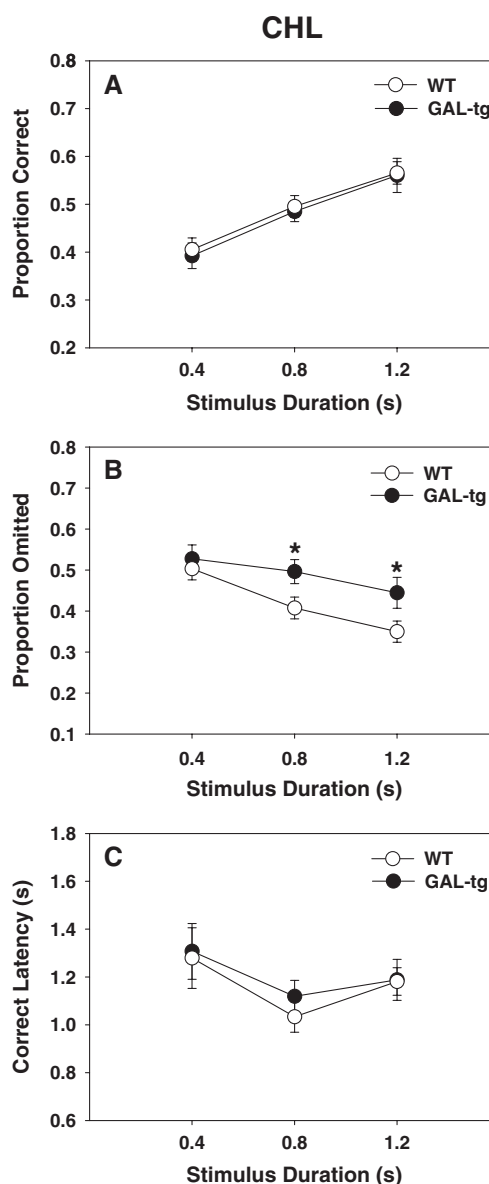 CHL
A
WT
GAL-tg
Proportion Correct
0.8
0.7
0.6
0.5
0.4
0.3
0.2
0.4 0.8 1.2
Stimulus Duration (s)
B
WT
GAL-tg
Proportion Omitted
0.8
0.7
0.6
0.5
0.4
0.3
0.2
0.1
* *
0.4 0.8 1.2
Stimulus Duration (s)
C
WT
GAL-tg
Correct Latency (s)
1.8
1.6
1.4
1.2
1.0
0.8
0.6
0.4 0.8 1.2
Stimulus Duration (s)